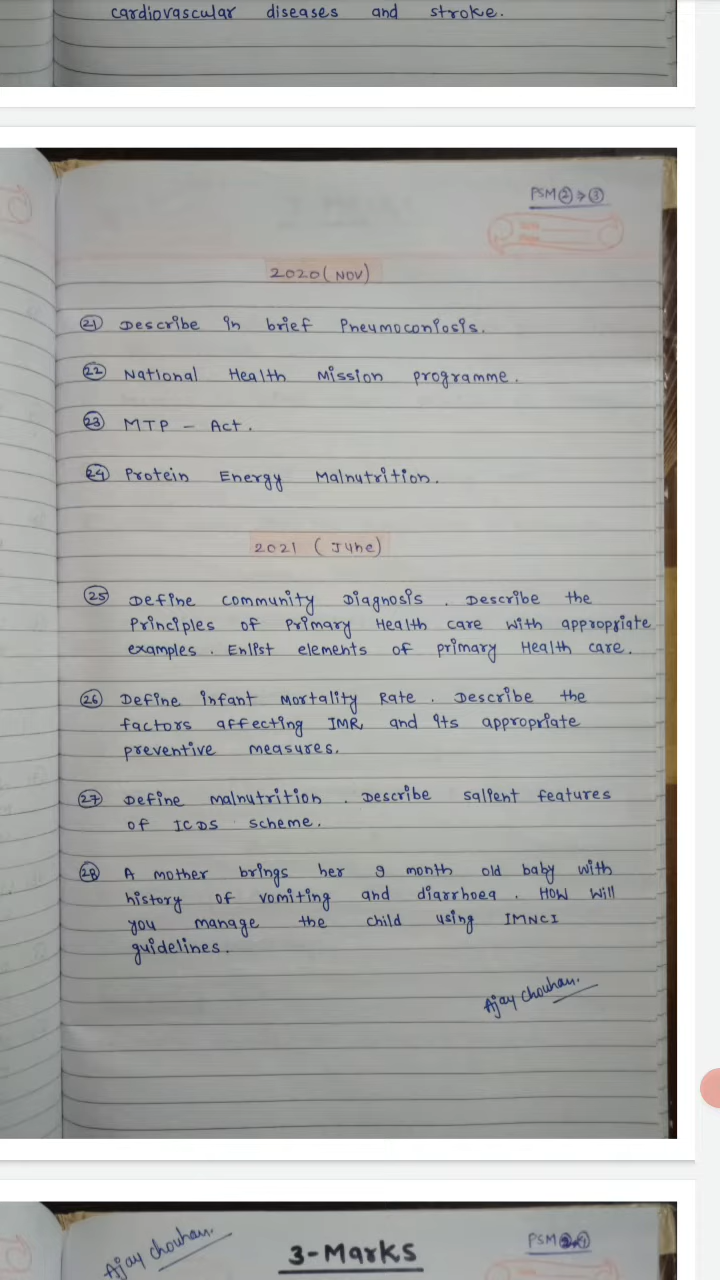 cardiovascular diseases and stroke.
PSM②→③
2020 (NOV)
㉑ Describe in brief Pneumoconiosis.
㉒ National Health Mission programme.
㉓ MTP - Act.
㉔ Protein Energy Malnutrition.
2021 (June)
㉕ Define community Diagnosis. Describe the
Principles of Primary Health care with appropriate
examples. Enlist elements of primary Health care.
㉖ Define infant Mortality Rate. Describe the
factors affecting IMR and its appropriate
preventive measures.
㉗ Define malnutrition. Describe salient features
of ICDS scheme.
㉘ A mother brings her 9 month old baby with
history of vomiting and diarrhoea. How will
you manage the child using IMNCI
guidelines.
Ajay Chouhan.
Ajay Chouhan.
3-Marks
PSM